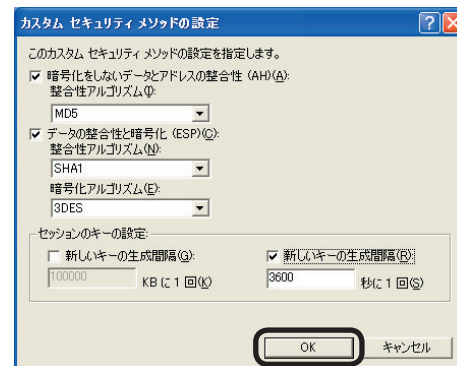 カスタム セキュリティ メソッドの設定
このカスタム セキュリティ メソッドの設定を指定します。
暗号化をしないデータとアドレスの整合性 (AH)(A):
整合性アルゴリズム(I):
MD5
データの整合性と暗号化 (ESP)(C):
整合性アルゴリズム(N):
SHA1
暗号化アルゴリズム(E):
3DES
セッションのキーの設定:
新しいキーの生成間隔(G): 新しいキーの生成間隔(R):
100000 KB に 1 回(K) 3600 秒に 1 回(S)
OK キャンセル